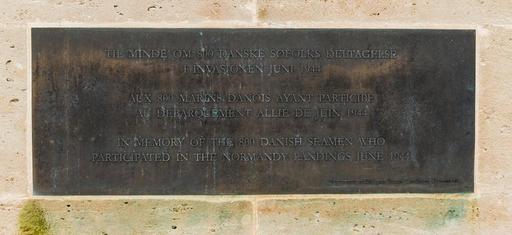 TIL MINDE OM 800 DANSKE SØFOLKS DELTAGELSE
I INVASIONEN JUNI 1944
AUX 800 MARINS DANOIS AYANT PARTICIPÉ
AU DÉBARQUEMENT ALLIÉ DE JUIN 1944
IN MEMORY OF THE 800 DANISH SEAMEN WHO
PARTICIPATED IN THE NORMANDY LANDINGS JUNE 1944